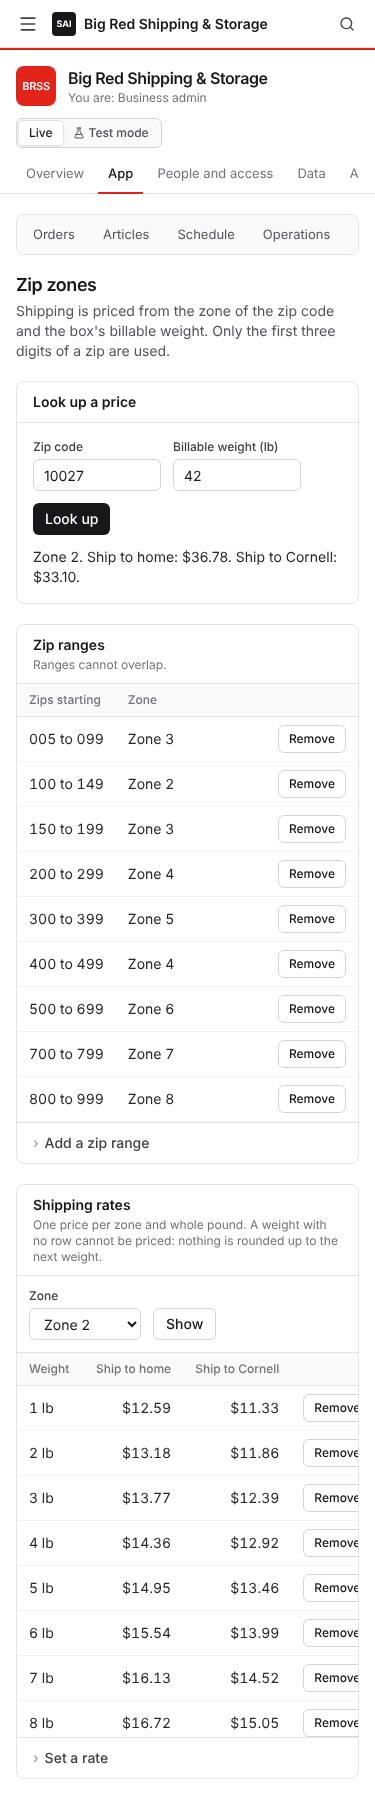 SAI Big Red Shipping & Storage
BRSS
Big Red Shipping & Storage
You are: Business admin
Live Test mode
Overview App People and access Data A
Orders Articles Schedule Operations
Zip zones
Shipping is priced from the zone of the zip code
and the box's billable weight. Only the first three
digits of a zip are used.
Look up a price
Zip code Billable weight (lb)
10027 42
Look up
Zone 2. Ship to home: $36.78. Ship to Cornell:
$33.10.
Zip ranges
Ranges cannot overlap.
Zips starting Zone
005 to 099 Zone 3 Remove
100 to 149 Zone 2 Remove
150 to 199 Zone 3 Remove
200 to 299 Zone 4 Remove
300 to 399 Zone 5 Remove
400 to 499 Zone 4 Remove
500 to 699 Zone 6 Remove
700 to 799 Zone 7 Remove
800 to 999 Zone 8 Remove
› Add a zip range
Shipping rates
One price per zone and whole pound. A weight with
no row cannot be priced: nothing is rounded up to the
next weight.
Zone
Zone 2 Show
Weight Ship to home Ship to Cornell
1 lb $12.59 $11.33 Remove
2 lb $13.18 $11.86 Remove
3 lb $13.77 $12.39 Remove
4 lb $14.36 $12.92 Remove
5 lb $14.95 $13.46 Remove
6 lb $15.54 $13.99 Remove
7 lb $16.13 $14.52 Remove
8 lb $16.72 $15.05 Remove
› Set a rate